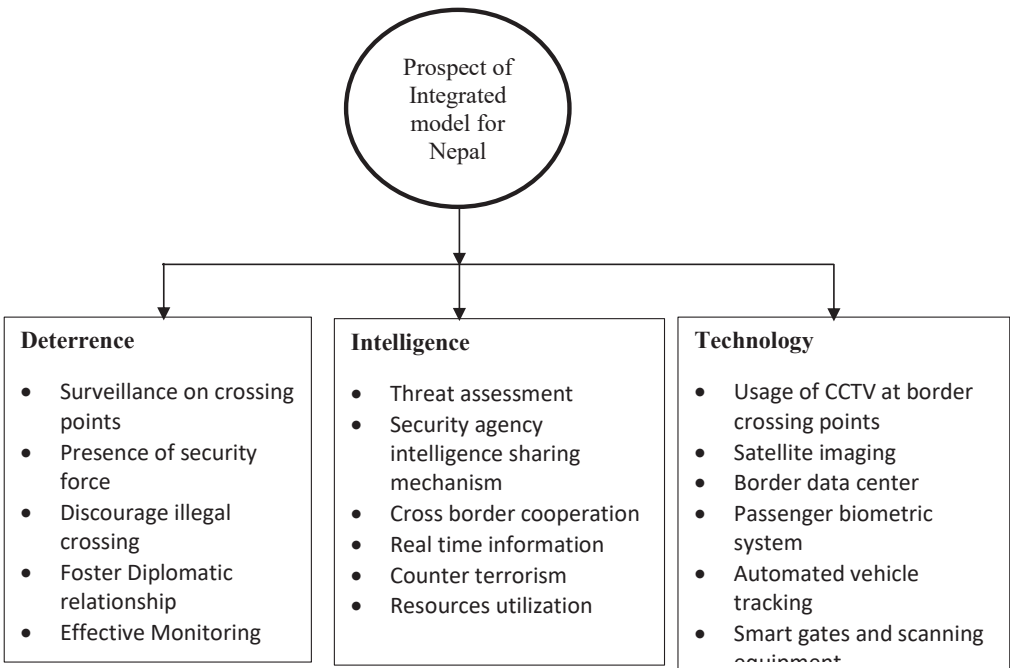 Prospect of
Integrated
model for
Nepal
Deterrence
• Surveillance on crossing
points
• Presence of security
force
• Discourage illegal
crossing
• Foster Diplomatic
relationship
• Effective Monitoring
Intelligence
• Threat assessment
• Security agency
intelligence sharing
mechanism
• Cross border cooperation
• Real time information
• Counter terrorism
• Resources utilization
Technology
• Usage of CCTV at border
crossing points
• Satellite imaging
• Border data center
• Passenger biometric
system
• Automated vehicle
tracking
• Smart gates and scanning
equipment